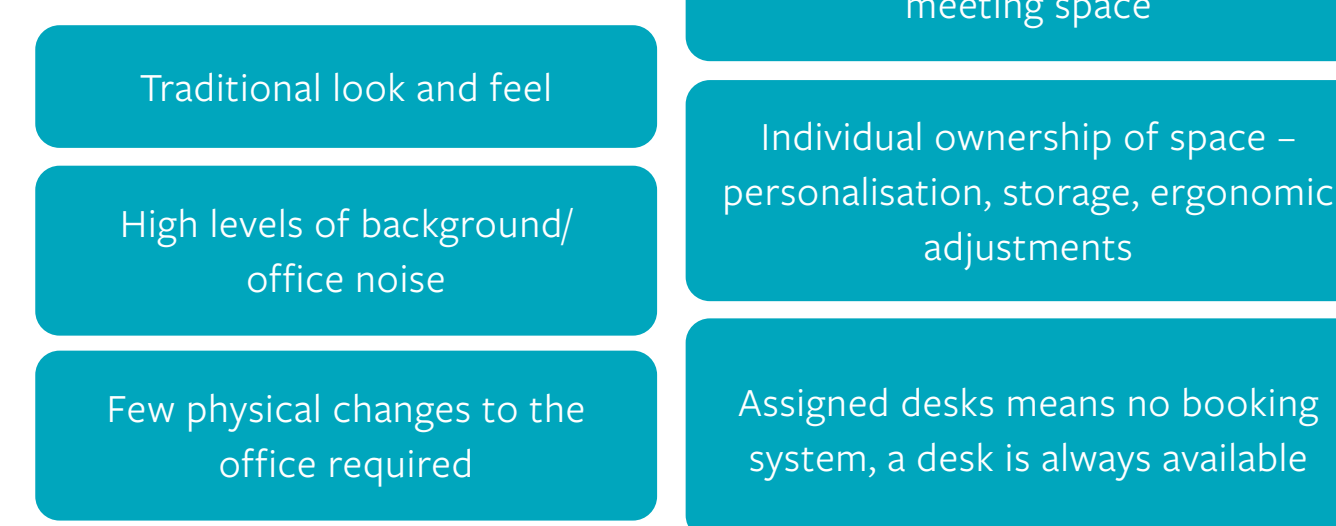 meeting space
Traditional look and feel
Individual ownership of space –
personalisation, storage, ergonomic
adjustments
High levels of background/
office noise
Few physical changes to the
office required
Assigned desks means no booking
system, a desk is always available